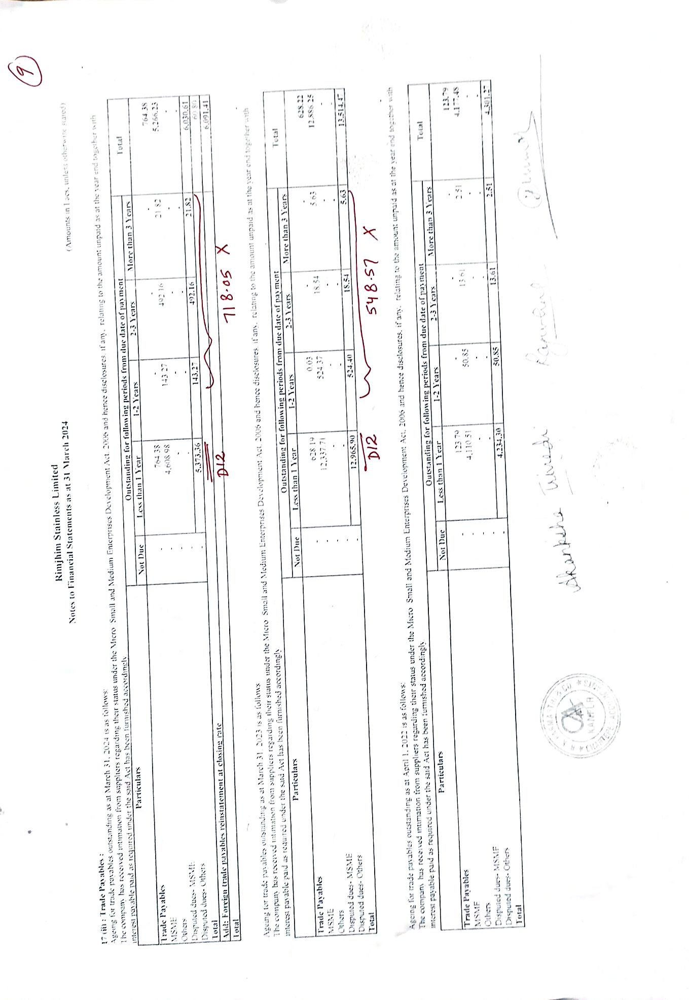 9
Rimjhim Stainless Limited
Notes to Financial Statements as at 31 March 2024
(Amounts in Lacs, unless otherwise stated)
17 (ii) : Trade Payables :
Ageing for trade payables outstanding as at March 31, 2024 is as follows:
The company has received intimation from suppliers regarding their status under the Micro Small and Medium Enterprises Development Act, 2006 and hence disclosures, if any, relating to the amount unpaid as at the year end together with
interest payable paid as required under the said Act has been furnished accordingly
Particulars Outstanding for following periods from due date of payment Total
Not Due Less than 1 Year 1-2 Years 2-3 Years More than 3 Years
Trade Payables
MSME - 764.38 - - - 764.38
Others - 4,608.98 143.27 492.16 21.82 5,266.23
Disputed dues- MSME - - - - - -
Disputed dues- Others - - - - - -
Total 5,373.36 143.27 492.16 21.82 6,030.61
Add: Foreign trade payables reinstatement at closing rate 60.80
Total 6,091.41
D12 718.05 X
Ageing for trade payables outstanding as at March 31, 2023 is as follows
The company has received intimation from suppliers regarding their status under the Micro Small and Medium Enterprises Development Act, 2006 and hence disclosures, if any, relating to the amount unpaid as at the year end together with
interest payable paid as required under the said Act has been furnished accordingly
Particulars Outstanding for following periods from due date of payment Total
Not Due Less than 1 Year 1-2 Years 2-3 Years More than 3 Years
Trade Payables
MSME - 628.19 0.03 - - 628.22
Others - 12,337.71 524.37 18.54 5.63 12,886.25
Disputed dues- MSME - - - - - -
Disputed dues- Others - - - - - -
Total 12,965.90 524.40 18.54 5.63 13,514.47
D12 548.57 X
Ageing for trade payables outstanding as at April 1, 2022 is as follows:
The company has received intimation from suppliers regarding their status under the Micro Small and Medium Enterprises Development Act, 2006 and hence disclosures, if any, relating to the amount unpaid as at the year end together with
interest payable paid as required under the said Act has been furnished accordingly
Particulars Outstanding for following periods from due date of payment Total
Not Due Less than 1 Year 1-2 Years 2-3 Years More than 3 Years
Trade Payables
MSME - 123.79 - - - 123.79
Others - 4,110.51 50.85 13.61 2.51 4,177.48
Disputed dues- MSME - - - - - -
Disputed dues- Others - - - - - -
Total 4,234.30 50.85 13.61 2.51 4,301.27
Akanksha Trivedi
KANPUR